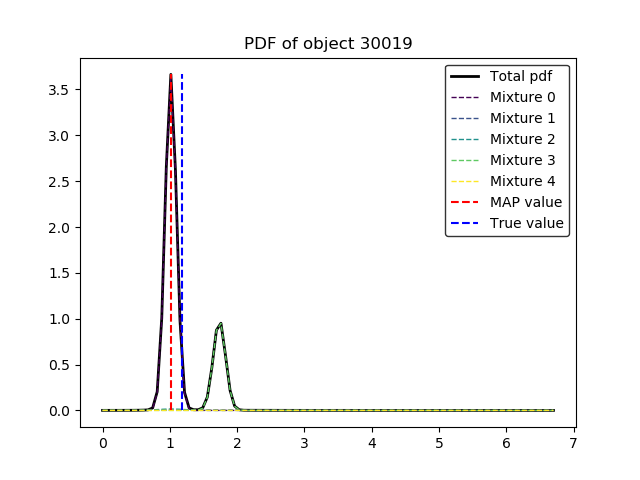 PDF of object 30019
Total pdf
Mixture 0
Mixture 1
Mixture 2
Mixture 3
Mixture 4
MAP value
True value
3.5
3.0
2.5
2.0
1.5
1.0
0.5
0.0
0 1 2 3 4 5 6 7